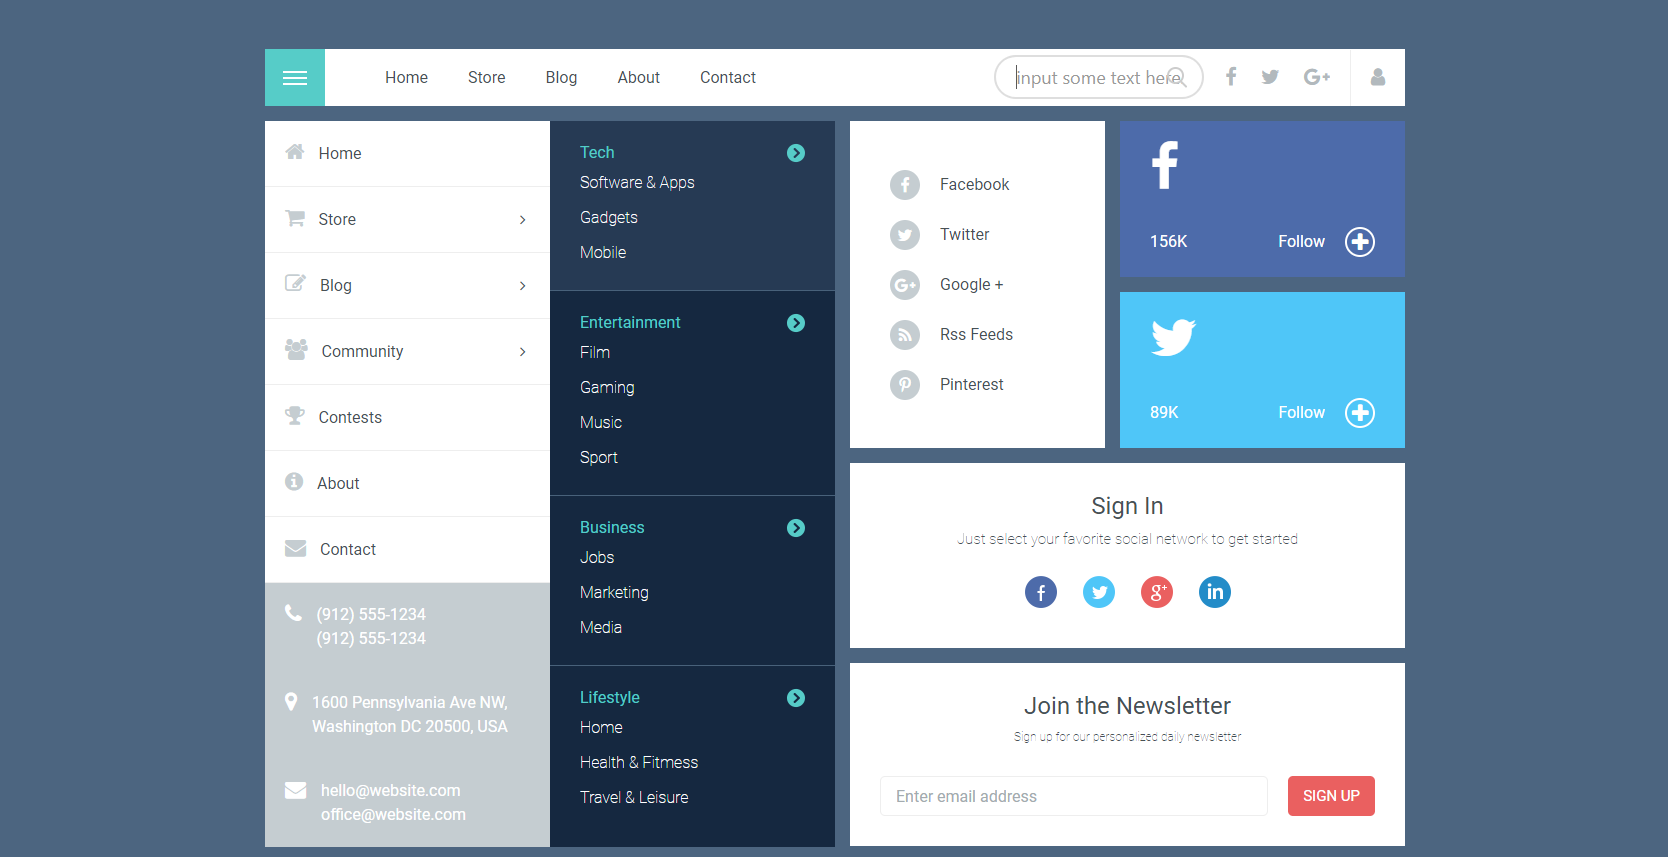 Home Store Blog About Contact input some text here
Home
Store
Blog
Community
Contests
About
Contact
(912) 555-1234
(912) 555-1234
1600 Pennsylvania Ave NW,
Washington DC 20500, USA
hello@website.com
office@website.com
Tech
Software & Apps
Gadgets
Mobile
Entertainment
Film
Gaming
Music
Sport
Business
Jobs
Marketing
Media
Lifestyle
Home
Health & Fitmess
Travel & Leisure
Facebook
Twitter
Google +
Rss Feeds
Pinterest
156K Follow
89K Follow
Sign In
Just select your favorite social network to get started
Join the Newsletter
Sign up for our personalized daily newsletter
Enter email address SIGN UP